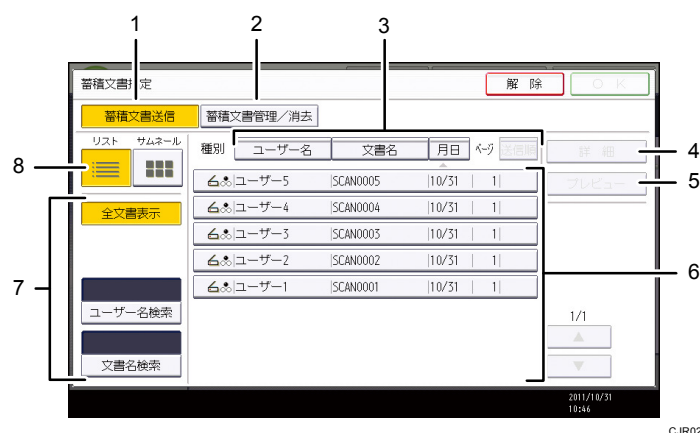 1 2 3
蓄積文書指定 解 除 O K
蓄積文書送信 蓄積文書管理/消去
リスト サムネール 種別 ユーザー名 文書名 月日 ページ 送信順 詳 細 4
8 プレビュー 5
ユーザー5 SCAN0005 10/31 1
全文書表示 ユーザー4 SCAN0004 10/31 1
ユーザー3 SCAN0003 10/31 1
7 ユーザー2 SCAN0002 10/31 1 6
ユーザー1 SCAN0001 10/31 1
ユーザー名検索 1/1
文書名検索
2011/10/31
10:46